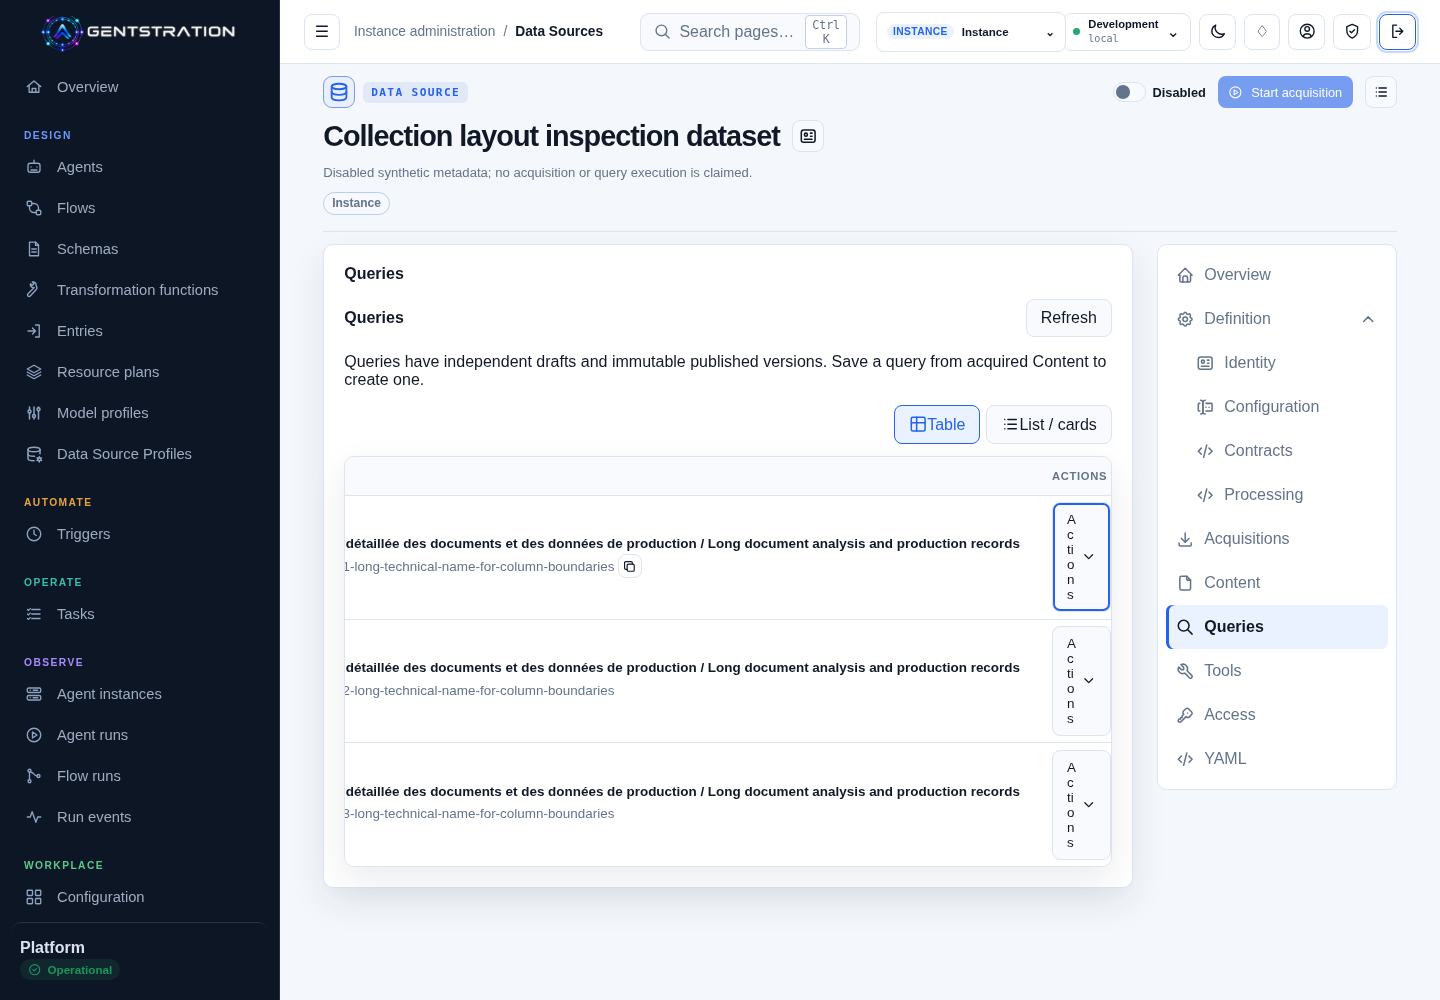 GENTSTRATION
Overview
DESIGN
Agents
Flows
Schemas
Transformation functions
Entries
Resource plans
Model profiles
Data Source Profiles
AUTOMATE
Triggers
OPERATE
Tasks
OBSERVE
Agent instances
Agent runs
Flow runs
Run events
WORKPLACE
Configuration
Platform
Operational
Instance administration / Data Sources
Search pages…
Ctrl
K
INSTANCE Instance
Development
local
DATA SOURCE
Disabled
Start acquisition
Collection layout inspection dataset
Disabled synthetic metadata; no acquisition or query execution is claimed.
Instance
Queries
Queries
Refresh
Queries have independent drafts and immutable published versions. Save a query from acquired Content to
create one.
Table
List / cards
ACTIONS
détaillée des documents et des données de production / Long document analysis and production records
1-long-technical-name-for-column-boundaries
Actions
détaillée des documents et des données de production / Long document analysis and production records
2-long-technical-name-for-column-boundaries
Actions
détaillée des documents et des données de production / Long document analysis and production records
3-long-technical-name-for-column-boundaries
Actions
Overview
Definition
Identity
Configuration
Contracts
Processing
Acquisitions
Content
Queries
Tools
Access
YAML